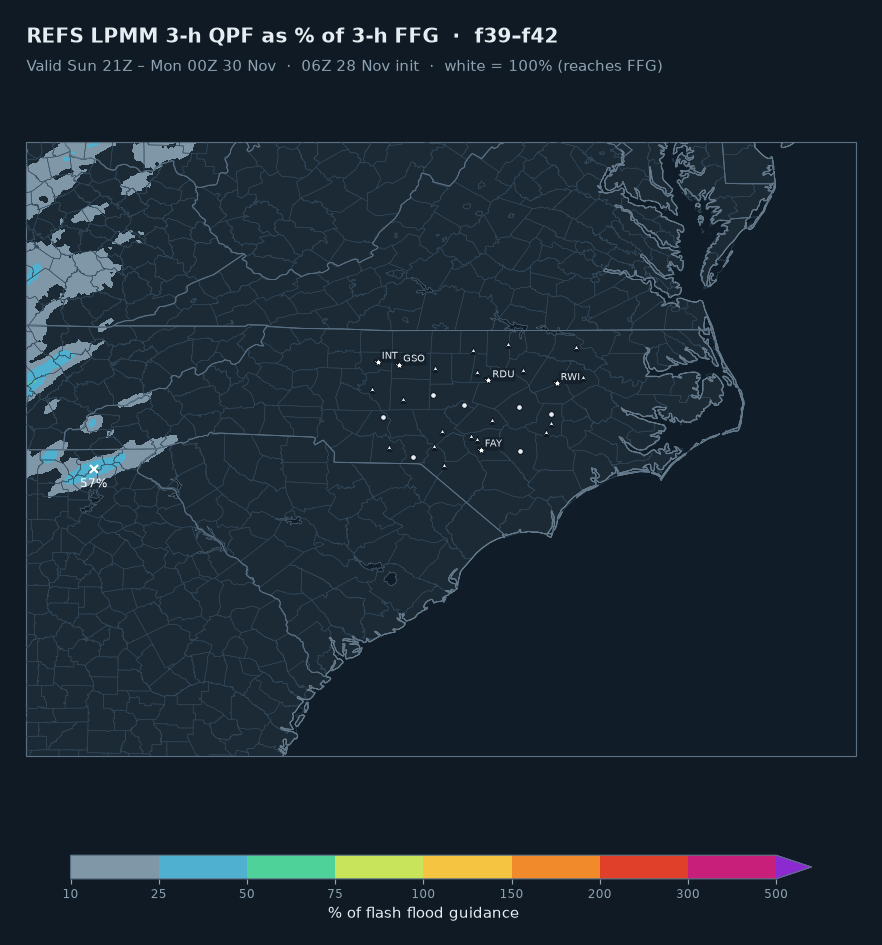 REFS LPMM 3-h QPF as % of 3-h FFG · f39–f42
Valid Sun 21Z – Mon 00Z 30 Nov · 06Z 28 Nov init · white = 100% (reaches FFG)
INT GSO
RDU
RWI
FAY
57%
10 25 50 75 100 150 200 300 500
% of flash flood guidance